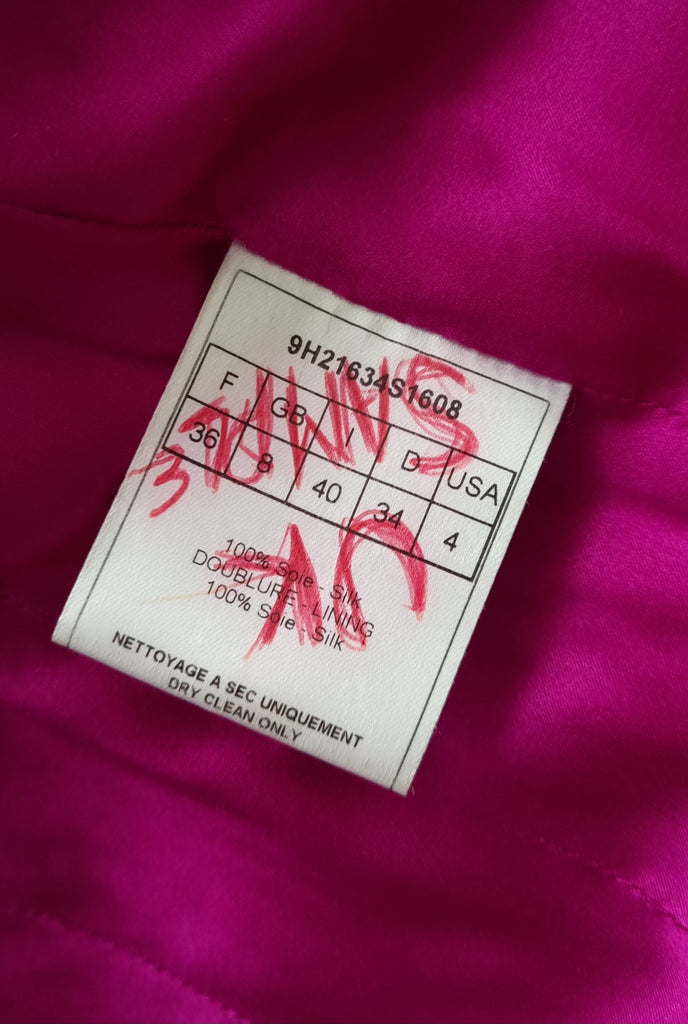 9H21634S1608
F GB I D USA
36 8 40 34 4
100% Soie - Silk
DOUBLURE - LINING
100% Soie - Silk
NETTOYAGE A SEC UNIQUEMENT
DRY CLEAN ONLY